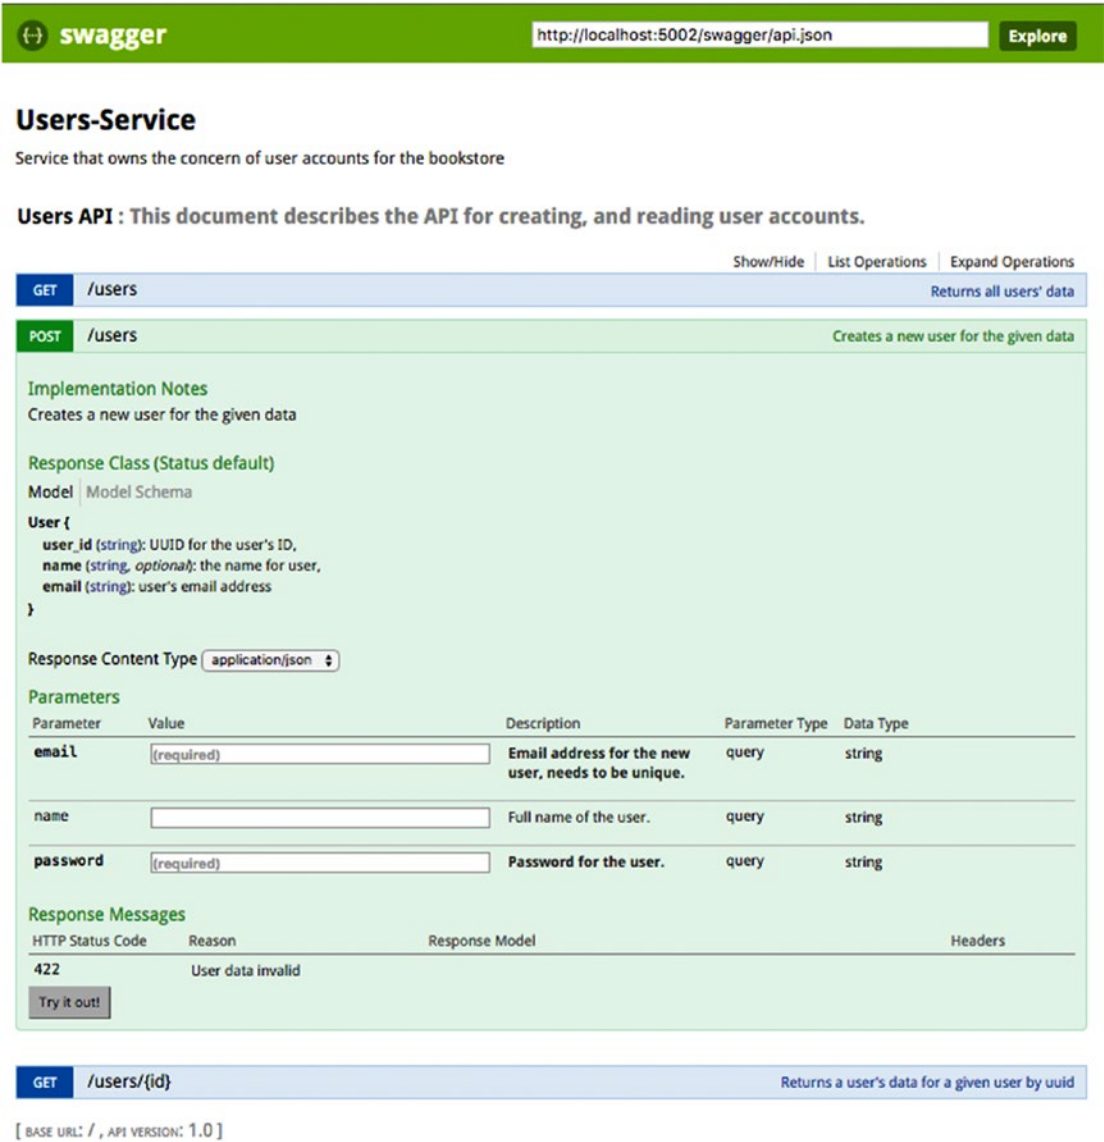 {··} swagger http://localhost:5002/swagger/api.json Explore
Users-Service
Service that owns the concern of user accounts for the bookstore
Users API : This document describes the API for creating, and reading user accounts.
Show/Hide List Operations Expand Operations
GET /users Returns all users' data
POST /users Creates a new user for the given data
Implementation Notes
Creates a new user for the given data
Response Class (Status default)
Model Model Schema
User {
user_id (string): UUID for the user's ID,
name (string, optional): the name for user,
email (string): user's email address
}
Response Content Type application/json
Parameters
Parameter Value Description Parameter Type Data Type
email (required) Email address for the new query string
user, needs to be unique.
name Full name of the user. query string
password (required) Password for the user. query string
Response Messages
HTTP Status Code Reason Response Model Headers
422 User data invalid
Try it out!
GET /users/{id} Returns a user's data for a given user by uuid
[ BASE URL: / , API VERSION: 1.0 ]